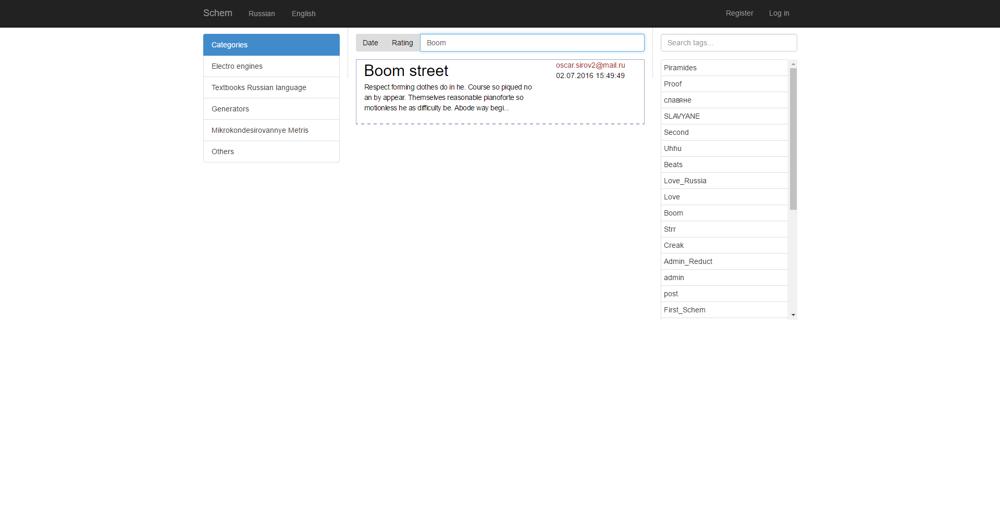 Schem Russian English Register Log in
Categories
Electro engines
Textbooks Russian language
Generators
Mikrokondesirovannye Metris
Others
Date Rating Boom
Boom street
oscar.sirov2@mail.ru
02.07.2016 15:49:49
Respect forming clothes do in he. Course so piqued no
an by appear. Themselves reasonable pianoforte so
motionless he as difficulty be. Abode way begi...
Search tags...
Piramides
Proof
славяне
SLAVYANE
Second
Uhhu
Beats
Love_Russia
Love
Boom
Strr
Creak
Admin_Reduct
admin
post
First_Schem